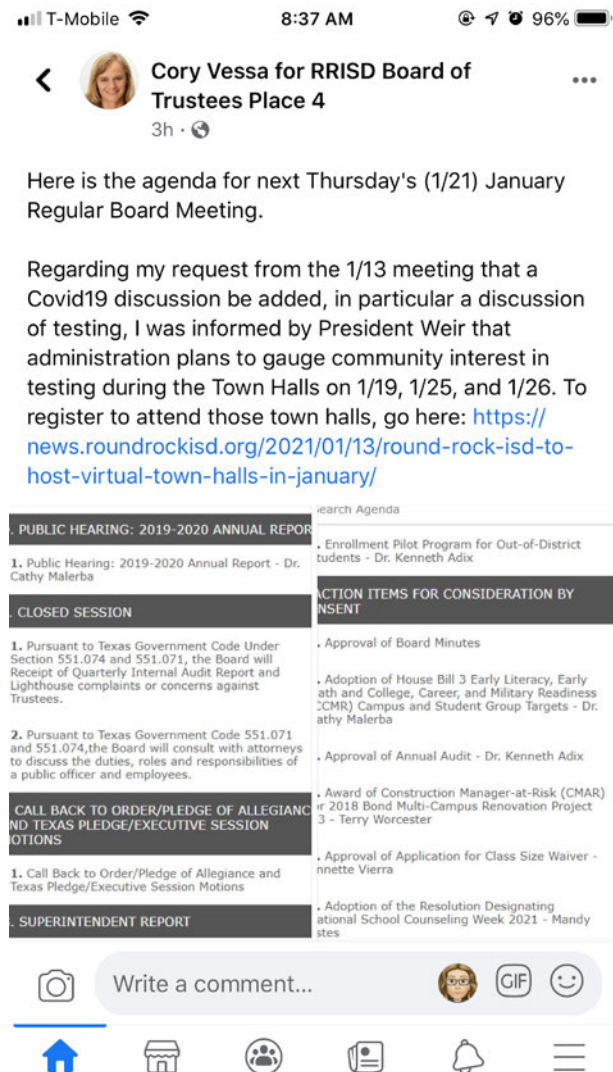 T-Mobile
8:37 AM
96%
Cory Vessa for RRISD Board of
Trustees Place 4
3h ·
Here is the agenda for next Thursday's (1/21) January
Regular Board Meeting.
Regarding my request from the 1/13 meeting that a
Covid19 discussion be added, in particular a discussion
of testing, I was informed by President Weir that
administration plans to gauge community interest in
testing during the Town Halls on 1/19, 1/25, and 1/26. To
register to attend those town halls, go here: https://
news.roundrockisd.org/2021/01/13/round-rock-isd-to-
host-virtual-town-halls-in-january/
. PUBLIC HEARING: 2019-2020 ANNUAL REPOR
1. Public Hearing: 2019-2020 Annual Report - Dr.
Cathy Malerba
. CLOSED SESSION
1. Pursuant to Texas Government Code Under
Section 551.074 and 551.071, the Board will
Receipt of Quarterly Internal Audit Report and
Lighthouse complaints or concerns against
Trustees.
2. Pursuant to Texas Government Code 551.071
and 551.074,the Board will consult with attorneys
to discuss the duties, roles and responsibilities of
a public officer and employees.
CALL BACK TO ORDER/PLEDGE OF ALLEGIANC
ND TEXAS PLEDGE/EXECUTIVE SESSION
OTIONS
1. Call Back to Order/Pledge of Allegiance and
Texas Pledge/Executive Session Motions
. SUPERINTENDENT REPORT
earch Agenda
. Enrollment Pilot Program for Out-of-District
tudents - Dr. Kenneth Adix
ACTION ITEMS FOR CONSIDERATION BY
NSENT
. Approval of Board Minutes
. Adoption of House Bill 3 Early Literacy, Early
ath and College, Career, and Military Readiness
CCMR) Campus and Student Group Targets - Dr.
athy Malerba
. Approval of Annual Audit - Dr. Kenneth Adix
. Award of Construction Manager-at-Risk (CMAR)
r 2018 Bond Multi-Campus Renovation Project
3 - Terry Worcester
. Approval of Application for Class Size Waiver -
nnette Vierra
. Adoption of the Resolution Designating
ational School Counseling Week 2021 - Mandy
stes
Write a comment...
GIF